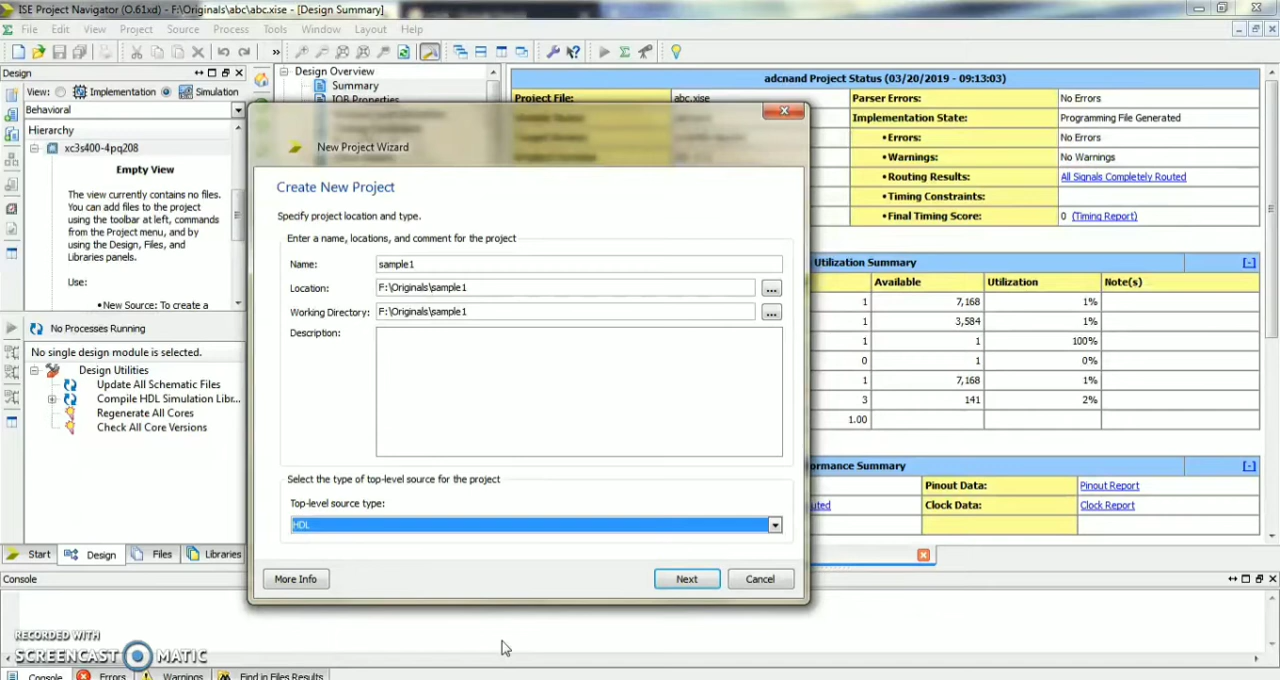 ISE Project Navigator (O.61xd) - F:\Originals\abc\abc.xise - [Design Summary]
File Edit View Project Source Process Tools Window Layout Help
Design
View: Implementation Simulation
Behavioral
Hierarchy
xc3s400-4pq208
Empty View
The view currently contains no files.
You can add files to the project
using the toolbar at left, commands
from the Project menu, and by
using the Design, Files, and
Libraries panels.
Use:
• New Source: To create a
No Processes Running
No single design module is selected.
Design Utilities
Update All Schematic Files
Compile HDL Simulation Libr...
Regenerate All Cores
Check All Core Versions
Start Design Files Libraries
Design Overview
Summary
IOB Properties
New Project Wizard
Create New Project
Specify project location and type.
Enter a name, locations, and comment for the project
Name: sample1
Location: F:\Originals\sample1 ...
Working Directory: F:\Originals\sample1 ...
Description:
Select the type of top-level source for the project
Top-level source type:
HDL
More Info Next Cancel
adcnand Project Status (03/20/2019 - 09:13:03)
Project File: abc.xise Parser Errors: No Errors
Implementation State: Programming File Generated
• Errors: No Errors
• Warnings: No Warnings
• Routing Results: All Signals Completely Routed
• Timing Constraints:
• Final Timing Score: 0 (Timing Report)
Utilization Summary [-]
Available Utilization Note(s)
1 7,168 1%
1 3,584 1%
1 1 100%
0 1 0%
1 7,168 1%
3 141 2%
1.00
Summary [-]
Pinout Data: Pinout Report
Clock Data: Clock Report
Console
RECORDED WITH
SCREENCAST MATIC
Console Errors Warnings Find in Files Results